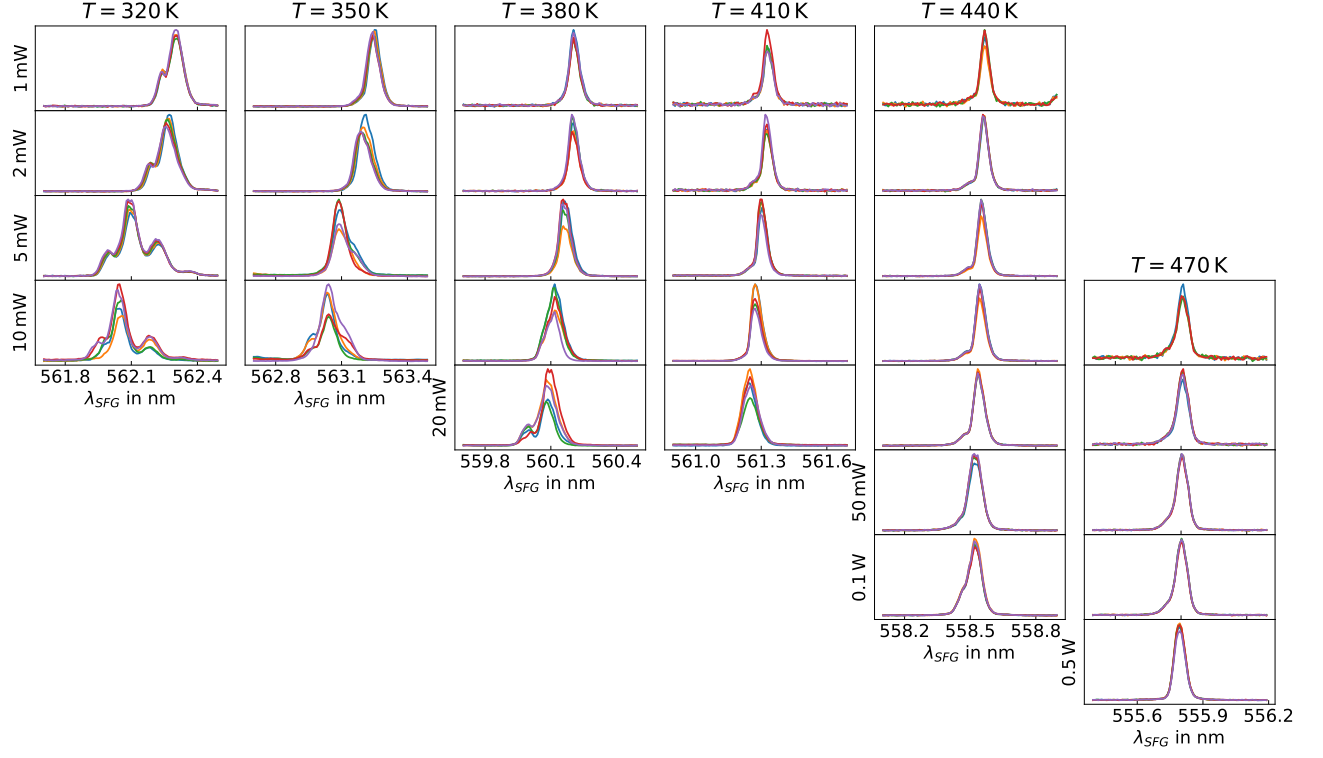 T = 320 K
T = 350 K
T = 380 K
T = 410 K
T = 440 K
1 mW
2 mW
5 mW
T = 470 K
10 mW
561.8 562.1 562.4
λSFG in nm
562.8 563.1 563.4
λSFG in nm
20 mW
559.8 560.1 560.4
λSFG in nm
561.0 561.3 561.6
λSFG in nm
50 mW
0.1 W
558.2 558.5 558.8
λSFG in nm
0.5 W
555.6 555.9 556.2
λSFG in nm